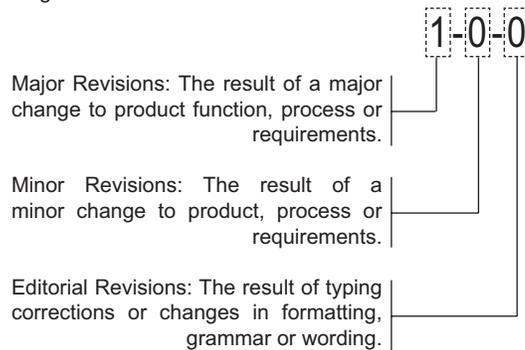 1-0-0
Major Revisions: The result of a major
change to product function, process or
requirements.
Minor Revisions: The result of a
minor change to product, process or
requirements.
Editorial Revisions: The result of typing
corrections or changes in formatting,
grammar or wording.